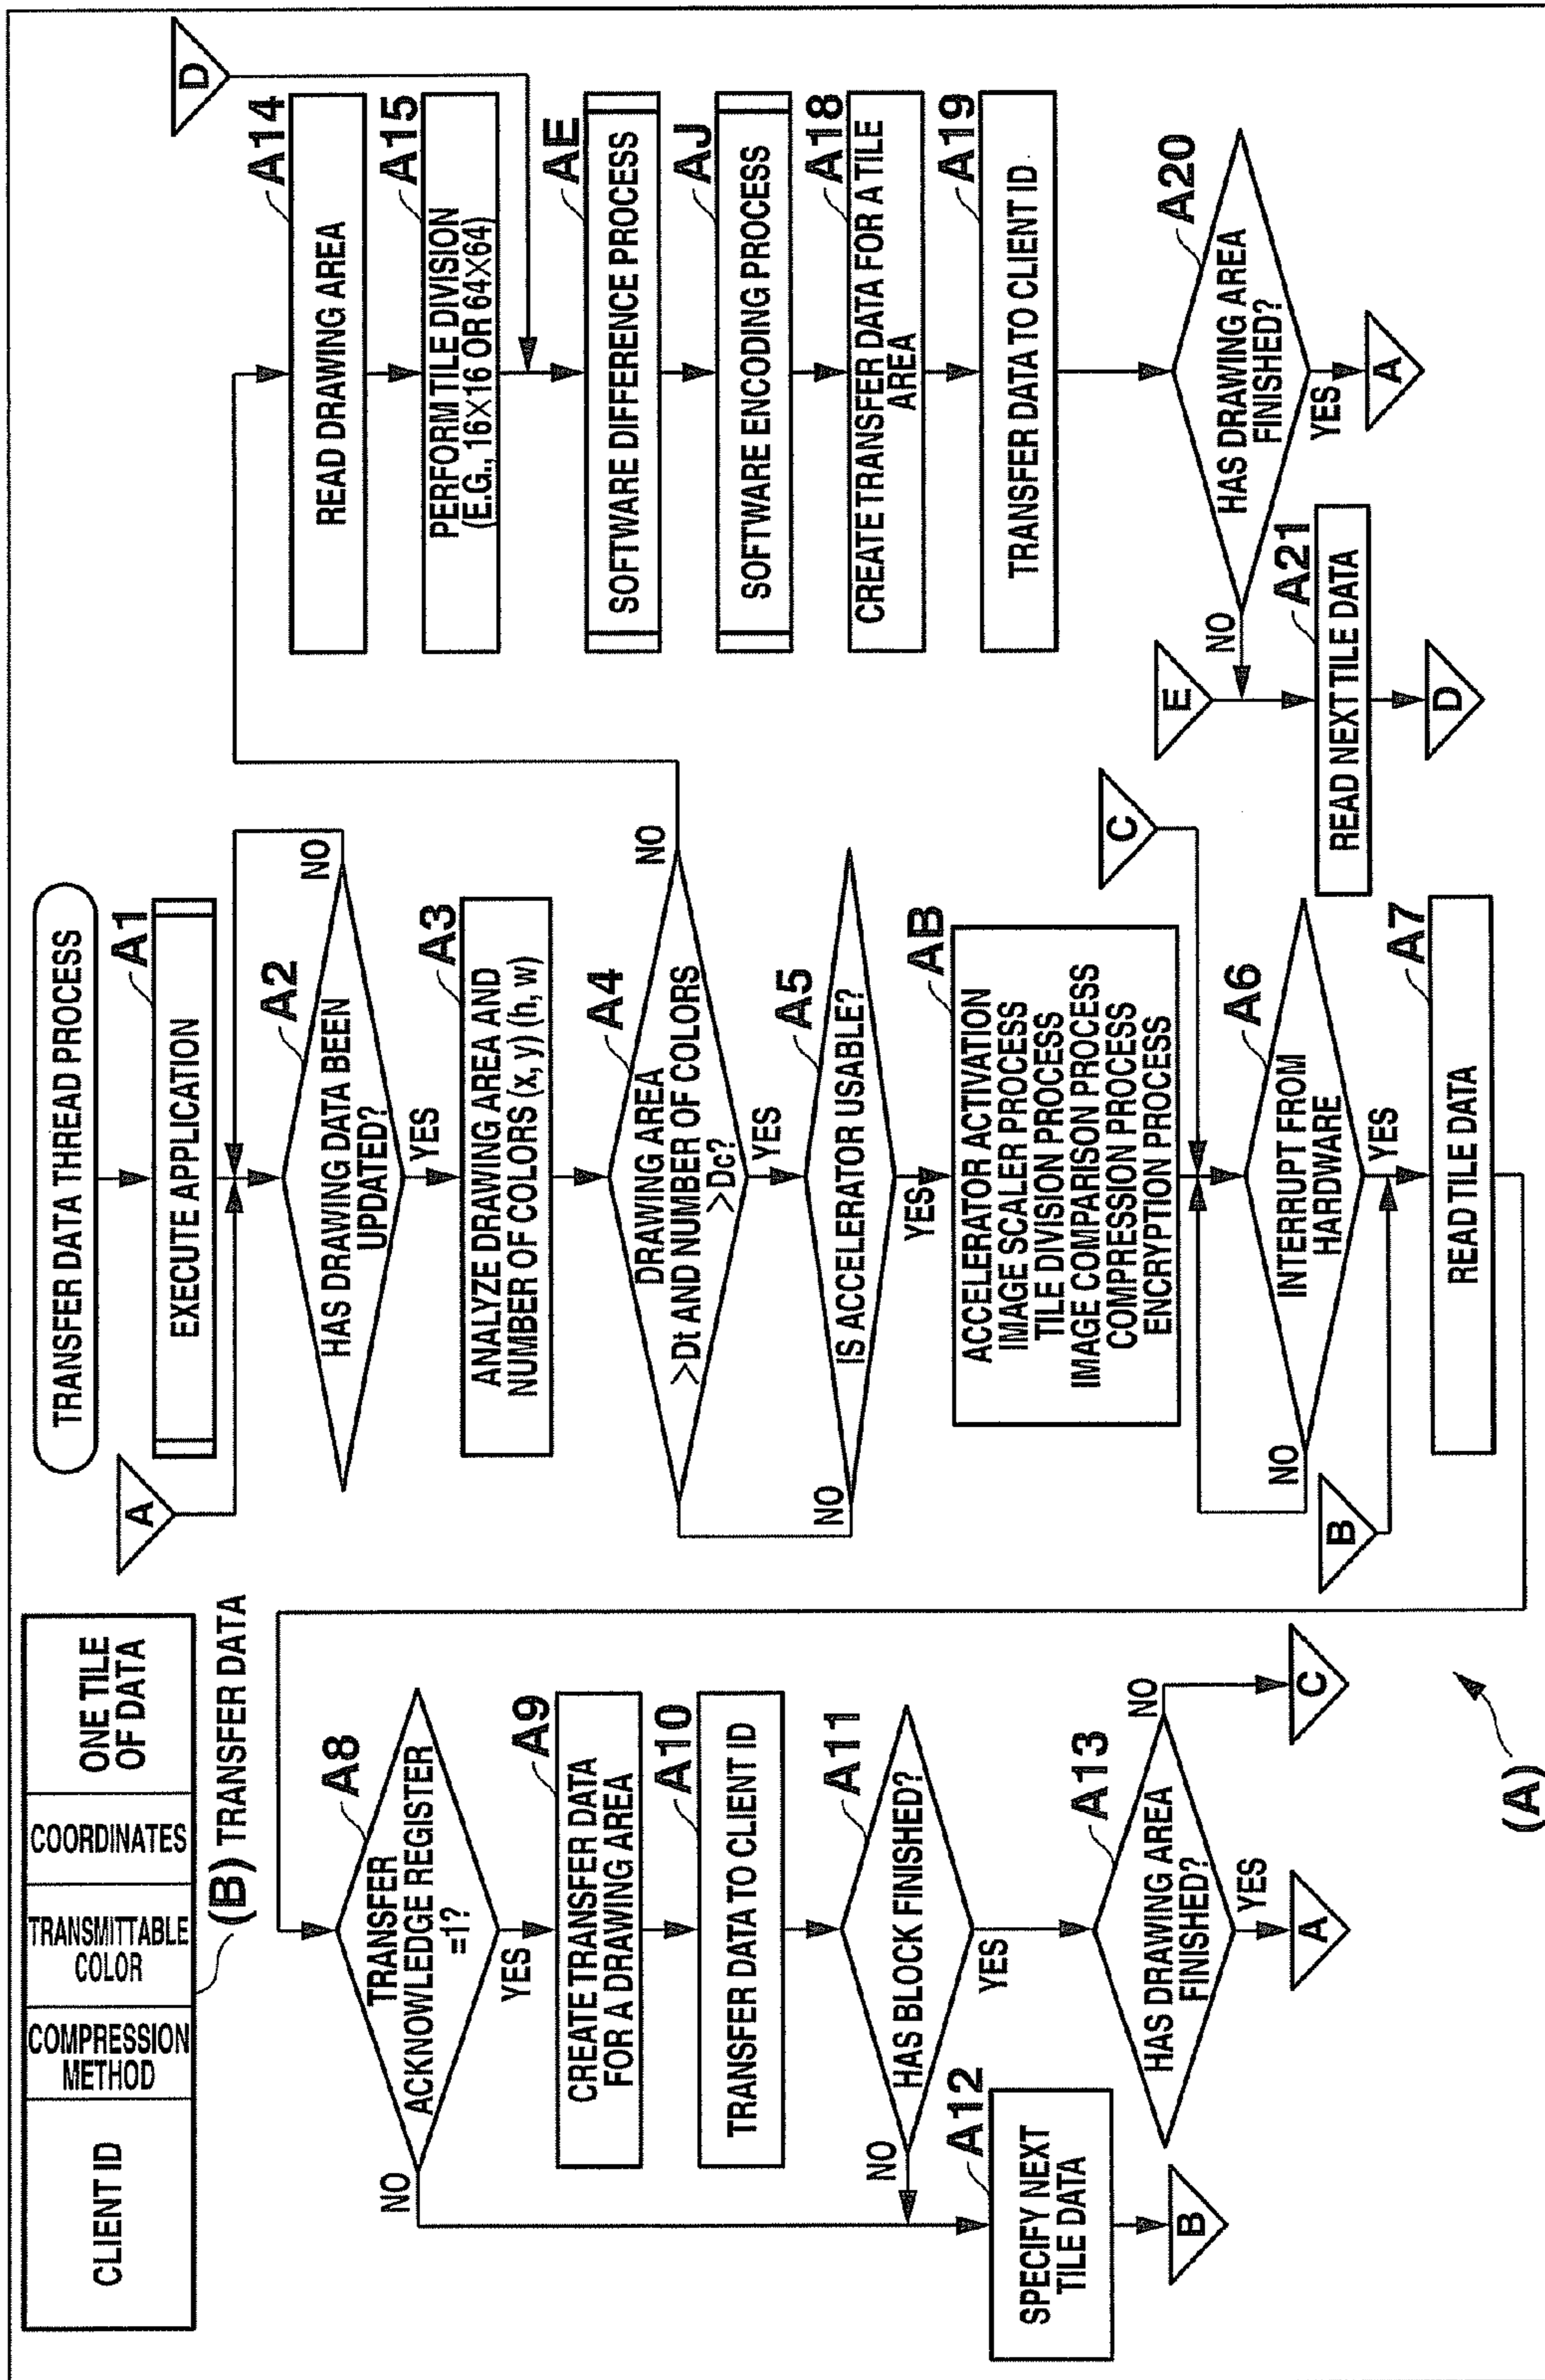 CLIENT ID
COMPRESSION
METHOD
TRANSMITTABLE
COLOR
COORDINATES
ONE TILE
OF DATA
(B) TRANSFER DATA
A8
TRANSFER
ACKNOWLEDGE REGISTER
=1?
NO
YES
A9
CREATE TRANSFER DATA
FOR A DRAWING AREA
A10
TRANSFER DATA TO CLIENT ID
A11
HAS BLOCK FINISHED?
NO
YES
A12
SPECIFY NEXT
TILE DATA
B
A13
HAS DRAWING AREA
FINISHED?
NO
YES
C
A
(A)
TRANSFER DATA THREAD PROCESS
A
A1
EXECUTE APPLICATION
A2
HAS DRAWING DATA BEEN
UPDATED?
NO
YES
A3
ANALYZE DRAWING AREA AND
NUMBER OF COLORS (x, y) (h, w)
A4
DRAWING AREA
>Dt AND NUMBER OF COLORS
>Dc?
NO
YES
A5
IS ACCELERATOR USABLE?
NO
YES
AB
ACCELERATOR ACTIVATION
IMAGE SCALER PROCESS
TILE DIVISION PROCESS
IMAGE COMPARISON PROCESS
COMPRESSION PROCESS
ENCRYPTION PROCESS
C
A6
INTERRUPT FROM
HARDWARE
NO
YES
B
A7
READ TILE DATA
D
A14
READ DRAWING AREA
A15
PERFORM TILE DIVISION
(E.G., 16×16 OR 64×64)
AE
SOFTWARE DIFFERENCE PROCESS
AJ
SOFTWARE ENCODING PROCESS
A18
CREATE TRANSFER DATA FOR A TILE
AREA
A19
TRANSFER DATA TO CLIENT ID
A20
HAS DRAWING AREA
FINISHED?
NO
YES
A
E
A21
READ NEXT TILE DATA
D